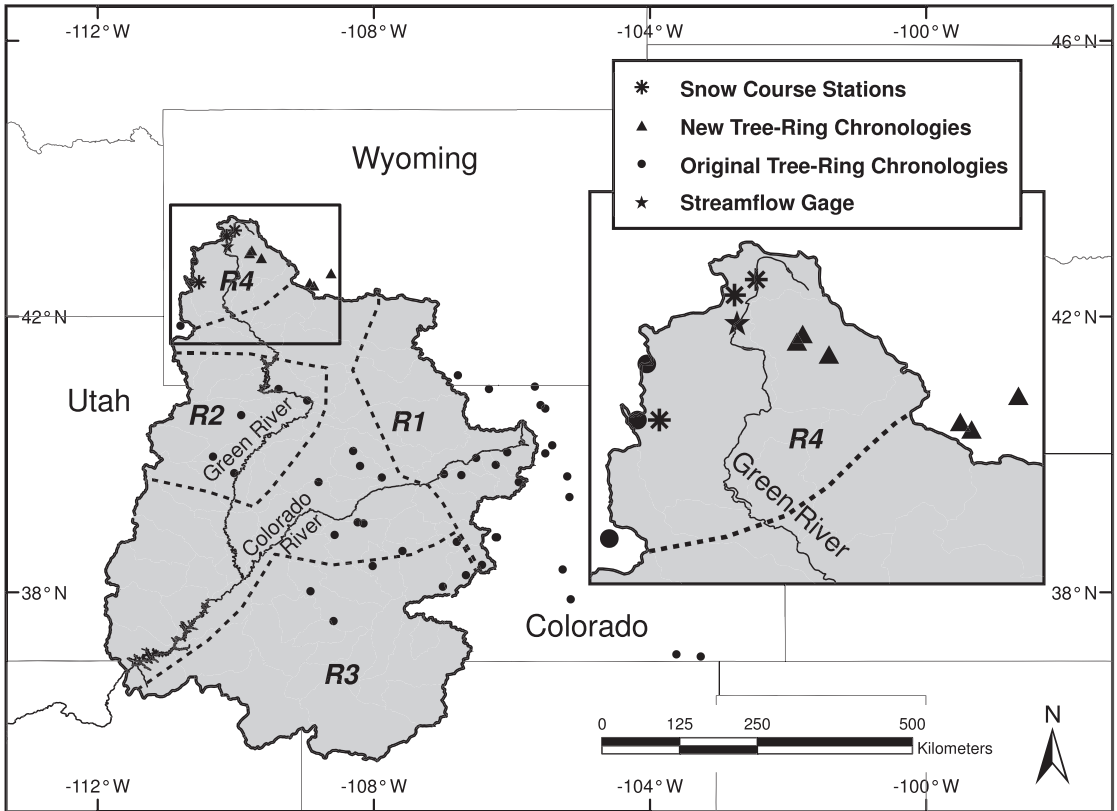 -112°W -108°W -104°W -100°W
46°N
Snow Course Stations
New Tree-Ring Chronologies
Original Tree-Ring Chronologies
Streamflow Gage
Wyoming
R4
42°N
42°N
Utah
R2
R1
Green River
R4
Green River
Colorado
River
38°N
38°N
Colorado
R3
N
0 125 250 500
Kilometers
-112°W -108°W -104°W -100°W